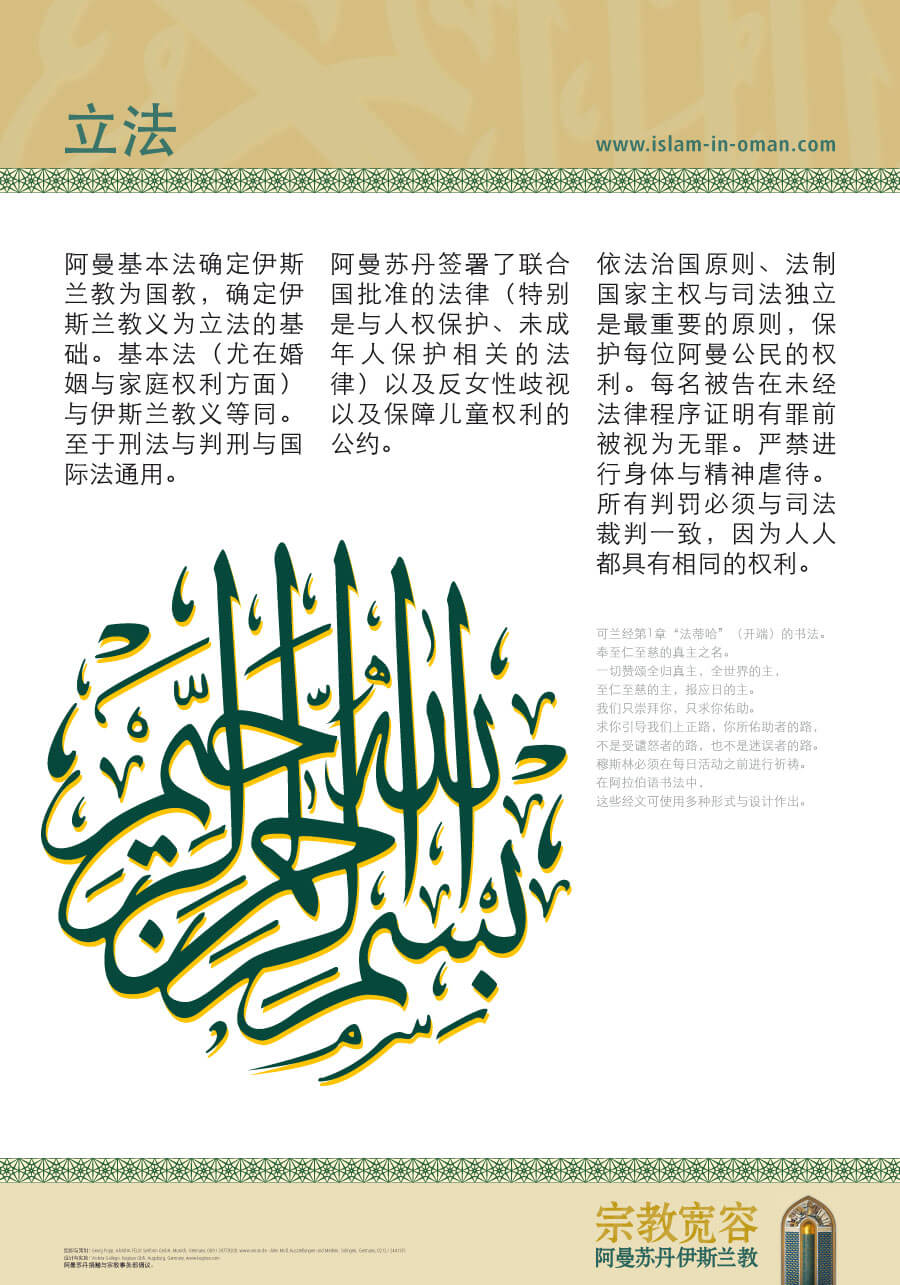 立法
www.islam-in-oman.com
阿曼基本法确定伊斯
兰教为国教，确定伊
斯兰教义为立法的基
础。基本法（尤在婚
姻与家庭权利方面）
与伊斯兰教义等同。
至于刑法与判刑与国
际法通用。
阿曼苏丹签署了联合
国批准的法律（特别
是与人权保护、未成
年人保护相关的法
律）以及反女性歧视
以及保障儿童权利的
公约。
依法治国原则、法制
国家主权与司法独立
是最重要的原则，保
护每位阿曼公民的权
利。每名被告在未经
法律程序证明有罪前
被视为无罪。严禁进
行身体与精神虐待。
所有判罚必须与司法
裁判一致，因为人人
都具有相同的权利。
可兰经第1章“法蒂哈”（开端）的书法。
奉至仁至慈的真主之名。
一切赞颂全归真主，全世界的主，
至仁至慈的主，报应日的主。
我们只崇拜你，只求你佑助。
求你引导我们上正路，你所佑助者的路，
不是受谴怒者的路，也不是迷误者的路。
穆斯林必须在每日活动之前进行祈祷。
在阿拉伯语书法中，
这些经文可使用多种形式与设计作出。
بسم الله الرحمن الرحيم
宗教宽容
阿曼苏丹伊斯兰教